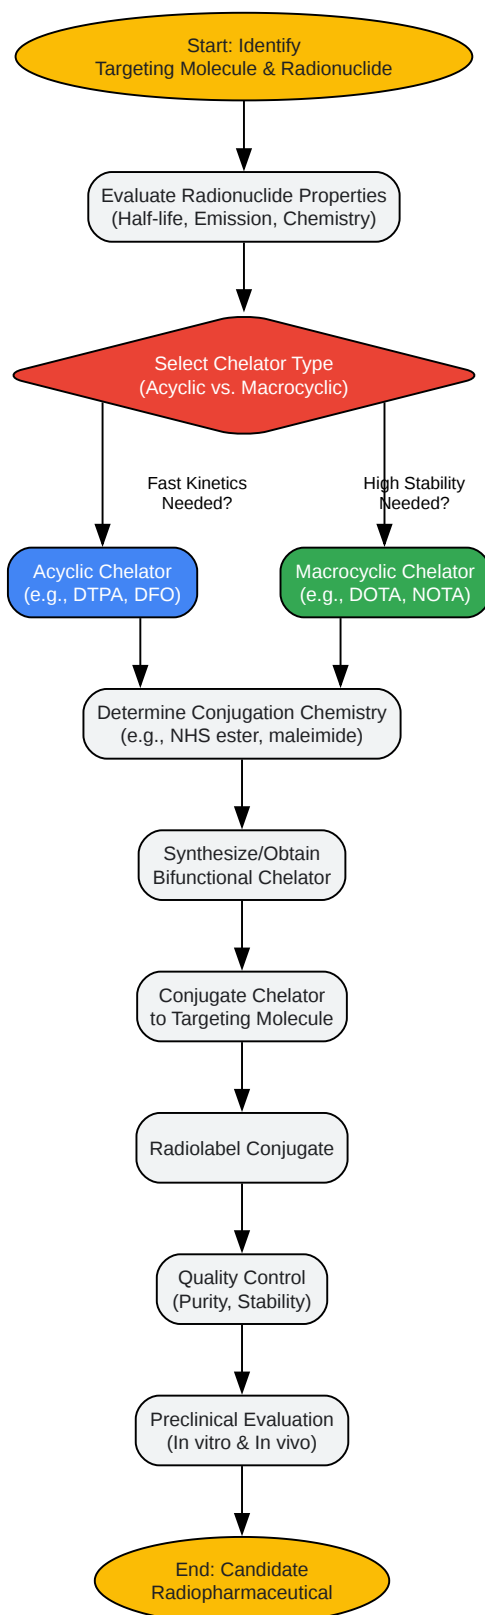 Start: Identify
Targeting Molecule & Radionuclide
Evaluate Radionuclide Properties
(Half-life, Emission, Chemistry)
Select Chelator Type
(Acyclic vs. Macrocyclic)
Fast Kinetics
Needed?
High Stability
Needed?
Acyclic Chelator
(e.g., DTPA, DFO)
Macrocyclic Chelator
(e.g., DOTA, NOTA)
Determine Conjugation Chemistry
(e.g., NHS ester, maleimide)
Synthesize/Obtain
Bifunctional Chelator
Conjugate Chelator
to Targeting Molecule
Radiolabel Conjugate
Quality Control
(Purity, Stability)
Preclinical Evaluation
(In vitro & In vivo)
End: Candidate
Radiopharmaceutical